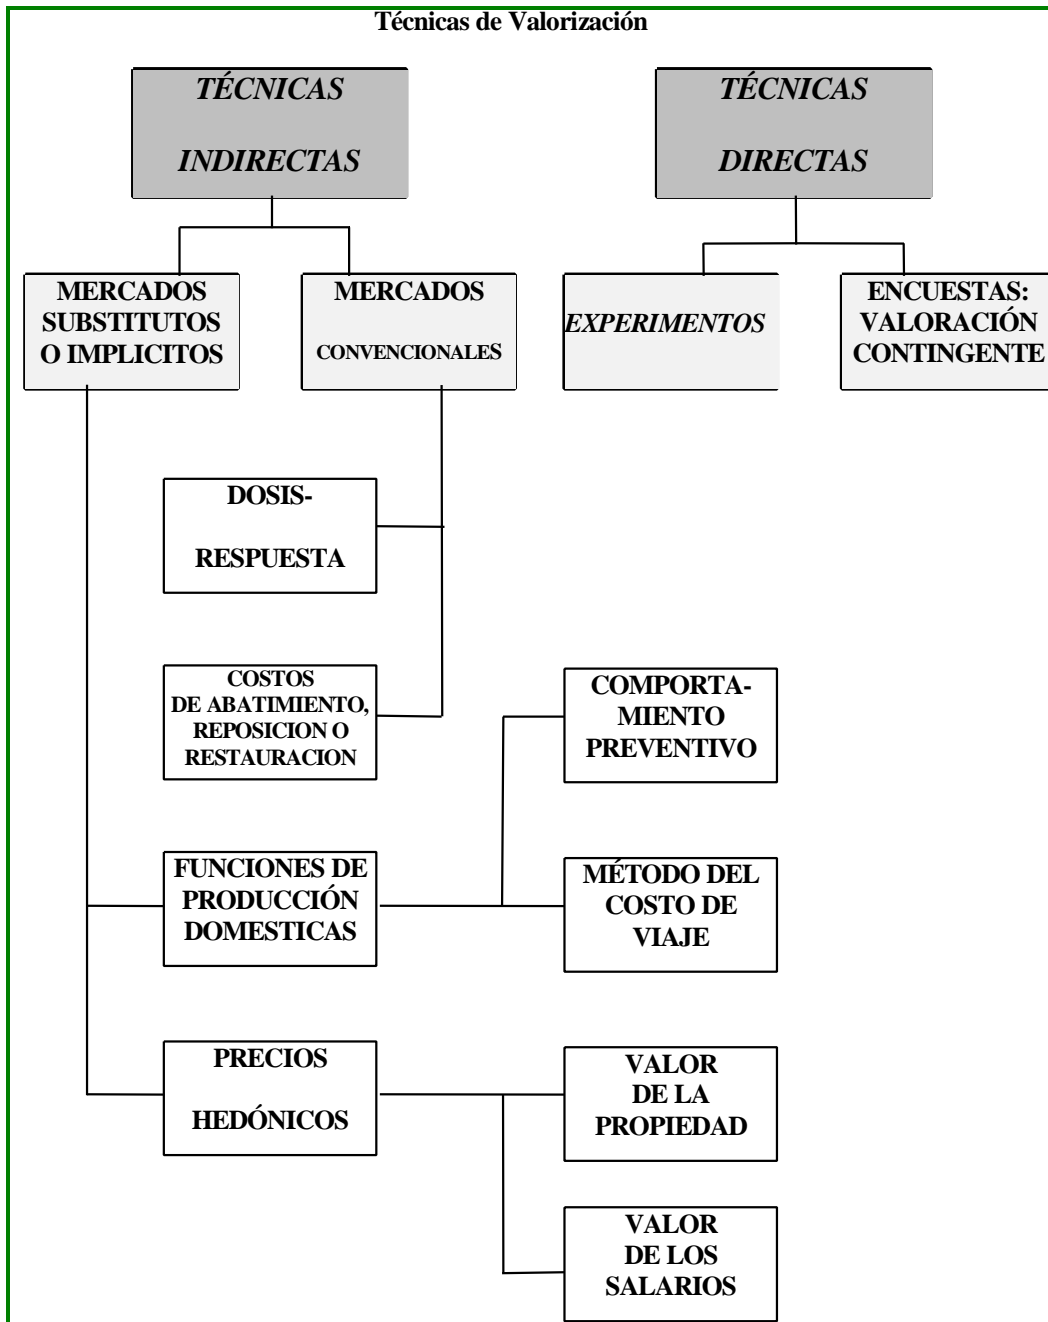 Técnicas de Valorización
TÉCNICAS
INDIRECTAS
TÉCNICAS
DIRECTAS
MERCADOS
SUBSTITUTOS
O IMPLICITOS
MERCADOS
CONVENCIONALES
EXPERIMENTOS
ENCUESTAS:
VALORACIÓN
CONTINGENTE
DOSIS-
RESPUESTA
COSTOS
DE ABATIMIENTO,
REPOSICION O
RESTAURACION
COMPORTA-
MIENTO
PREVENTIVO
FUNCIONES DE
PRODUCCIÓN
DOMESTICAS
MÉTODO DEL
COSTO DE
VIAJE
PRECIOS
HEDÓNICOS
VALOR
DE LA
PROPIEDAD
VALOR
DE LOS
SALARIOS